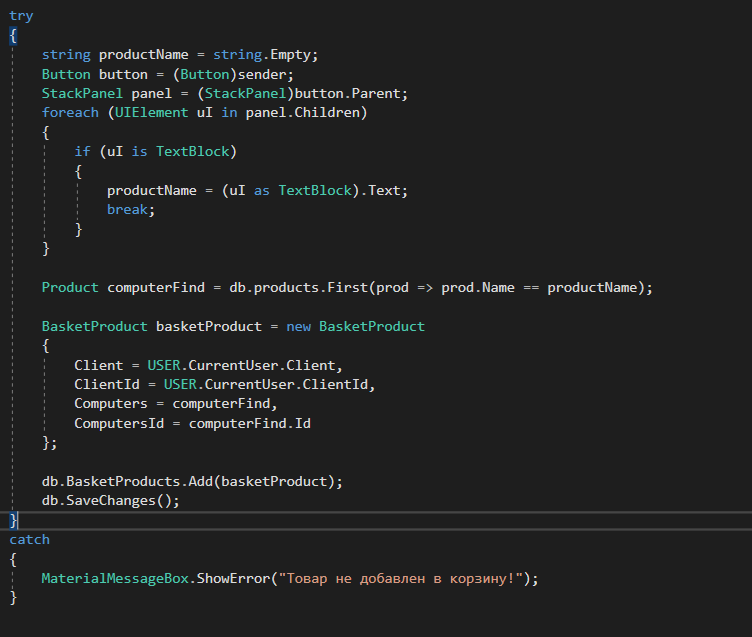 try
{
string productName = string.Empty;
Button button = (Button)sender;
StackPanel panel = (StackPanel)button.Parent;
foreach (UIElement uI in panel.Children)
{
if (uI is TextBlock)
{
productName = (uI as TextBlock).Text;
break;
}
}
Product computerFind = db.products.First(prod => prod.Name == productName);
BasketProduct basketProduct = new BasketProduct
{
Client = USER.CurrentUser.Client,
ClientId = USER.CurrentUser.ClientId,
Computers = computerFind,
ComputersId = computerFind.Id
};
db.BasketProducts.Add(basketProduct);
db.SaveChanges();
}
catch
{
MaterialMessageBox.ShowError("Товар не добавлен в корзину!");
}